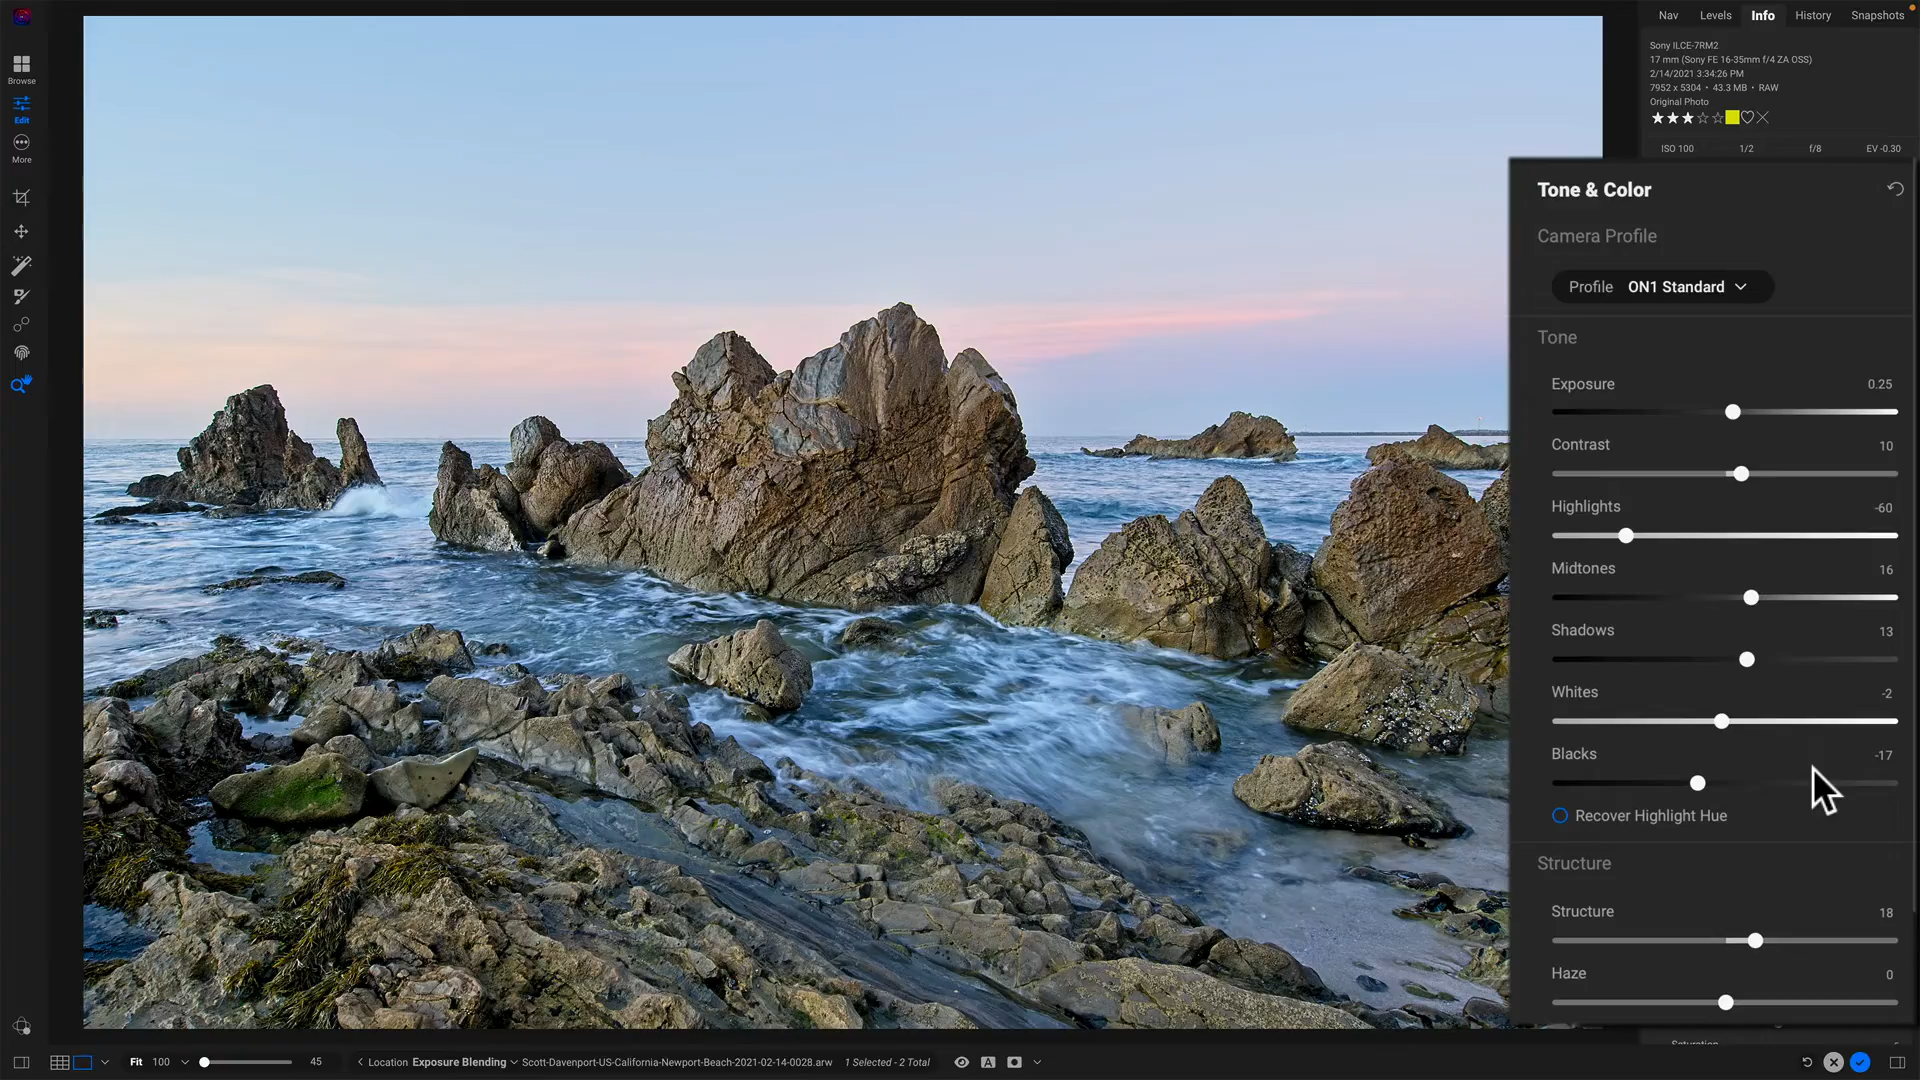 Nav Levels Info History Snapshots
Sony ILCE-7RM2
17 mm (Sony FE 16-35mm f/4 ZA OSS)
2/14/2021 3:34:26 PM
7952 x 5304 • 43.3 MB • RAW
Original Photo
ISO 100 1/2 f/8 EV -0.30
Browse
Edit
More
Tone & Color
Camera Profile
Profile ON1 Standard
Tone
Exposure 0.25
Contrast 10
Highlights -60
Midtones 16
Shadows 13
Whites -2
Blacks -17
Recover Highlight Hue
Structure
Structure 18
Haze 0
Fit 100 45 Location Exposure Blending Scott-Davenport-US-California-Newport-Beach-2021-02-14-0028.arw 1 Selected - 2 Total A